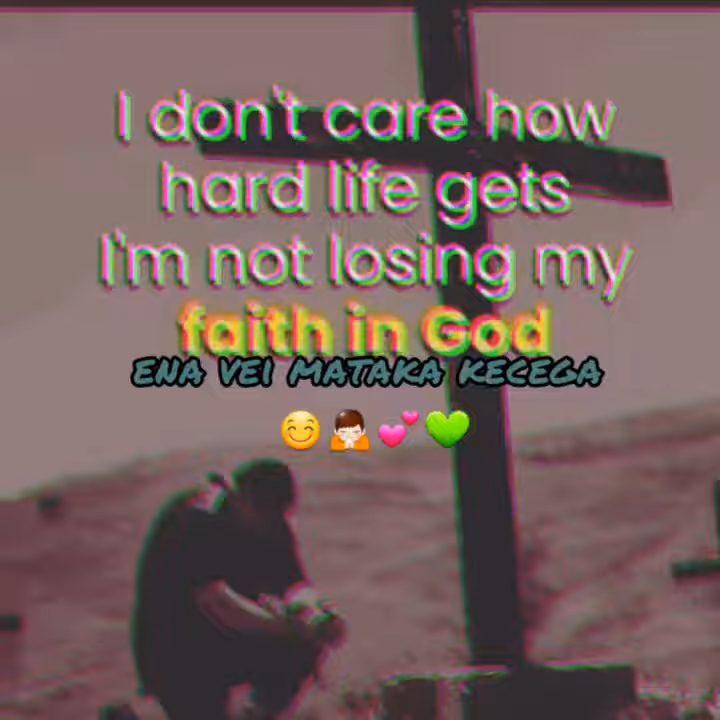 I don't care how
hard life gets
I'm not losing my
faith in God
ENA VEI MATAKA KECEGA
😊🙇💕💚